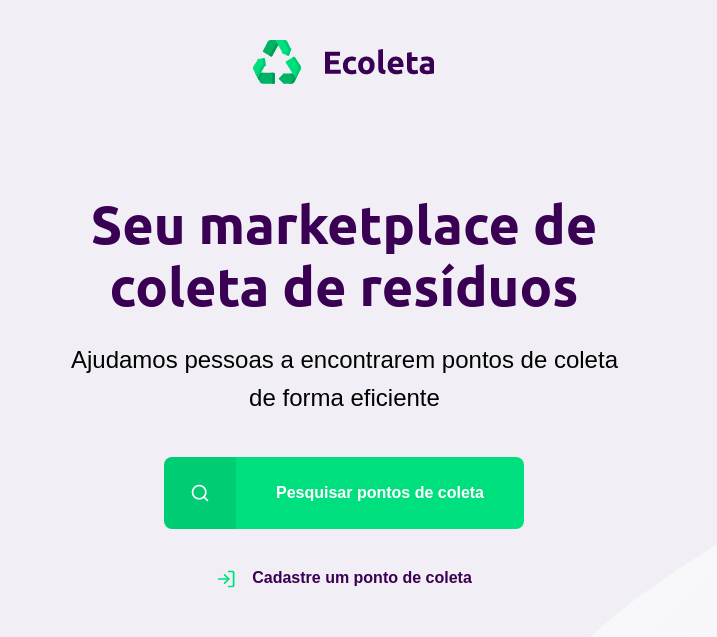 Ecoleta
Seu marketplace de
coleta de resíduos
Ajudamos pessoas a encontrarem pontos de coleta
de forma eficiente
Pesquisar pontos de coleta
Cadastre um ponto de coleta